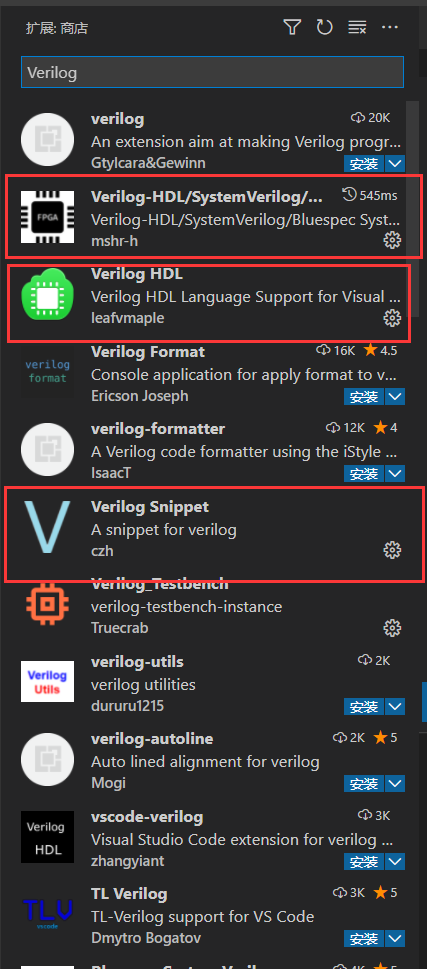 扩展: 商店
Verilog
verilog 20K
An extension aim at making Verilog progr...
Gtylcara&Gewinn 安装
FPGA
Verilog-HDL/SystemVerilog/... 545ms
Verilog-HDL/SystemVerilog/Bluespec Syst...
mshr-h
Verilog HDL
Verilog HDL Language Support for Visual ...
leafvmaple
verilog
format
Verilog Format 16K 4.5
Console application for apply format to v...
Ericson Joseph 安装
verilog-formatter 12K 4
A Verilog code formatter using the iStyle ...
IsaacT 安装
V
Verilog Snippet
A snippet for verilog
czh
Verilog_Testbench
verilog-testbench-instance
Truecrab
Verilog
Utils
verilog-utils 2K
verilog utilities
dururu1215 安装
verilog-autoline 2K 5
Auto lined alignment for verilog
Mogi 安装
Verilog
HDL
vscode-verilog 3K
Visual Studio Code extension for verilog ...
zhangyiant 安装
TLV
vscode
TL Verilog 3K 5
TL-Verilog support for VS Code
Dmytro Bogatov 安装